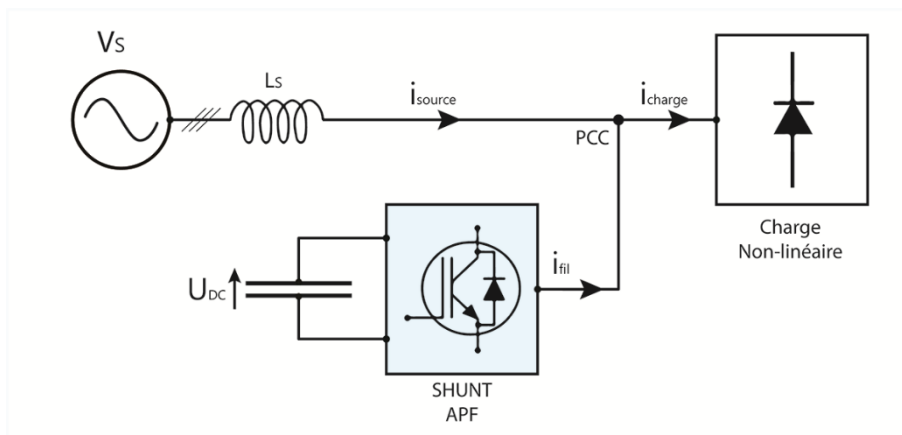 Vs
Ls
isource
icharge
PCC
Charge
Non-linéaire
ifil
UDC
SHUNT
APF